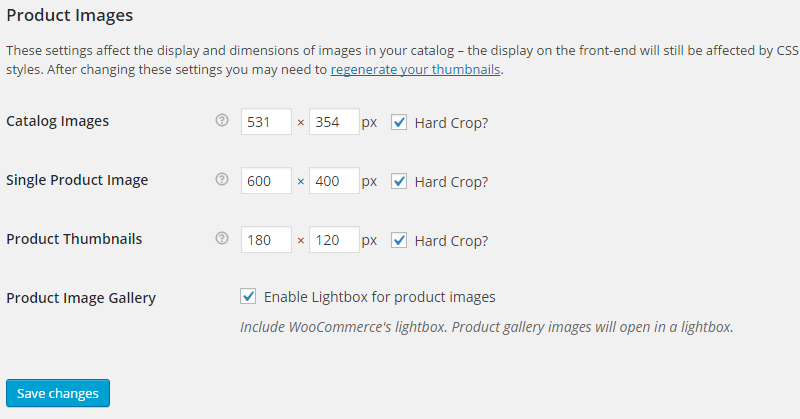 Product Images
These settings affect the display and dimensions of images in your catalog – the display on the front-end will still be affected by CSS
styles. After changing these settings you may need to regenerate your thumbnails.
Catalog Images ? 531 × 354 px Hard Crop?
Single Product Image ? 600 × 400 px Hard Crop?
Product Thumbnails ? 180 × 120 px Hard Crop?
Product Image Gallery Enable Lightbox for product images
Include WooCommerce's lightbox. Product gallery images will open in a lightbox.
Save changes